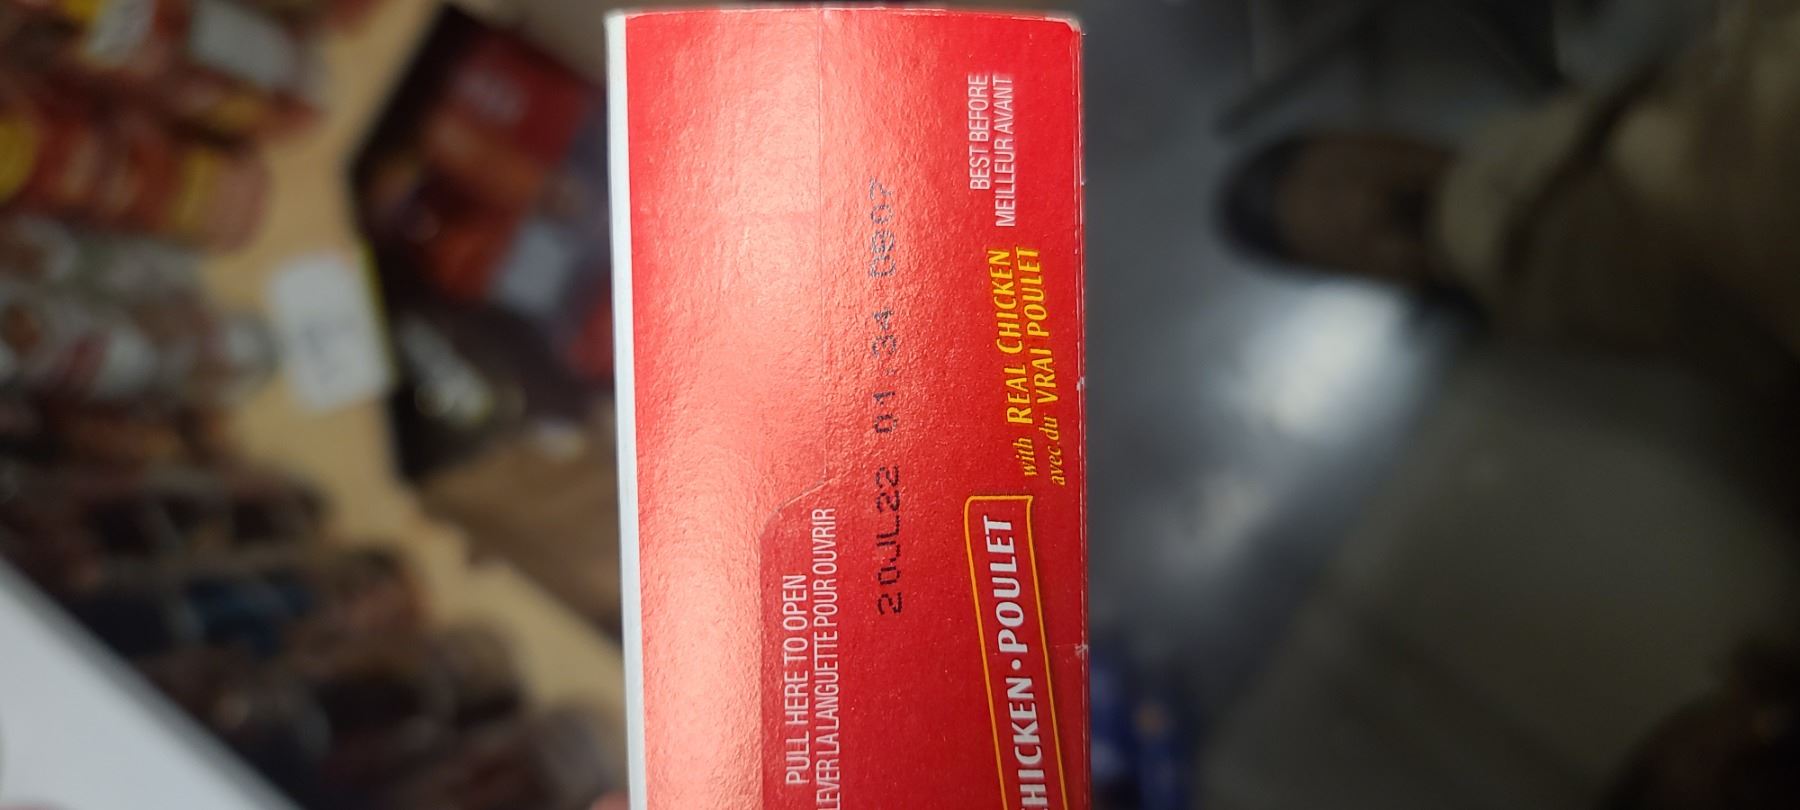 BEST BEFORE
MEILLEUR AVANT
20JL22 01:34
with REAL CHICKEN
avec du VRAI POULET
HICKEN • POULET
PULL HERE TO OPEN
LEVER LA LANGUETTE POUR OUVRIR